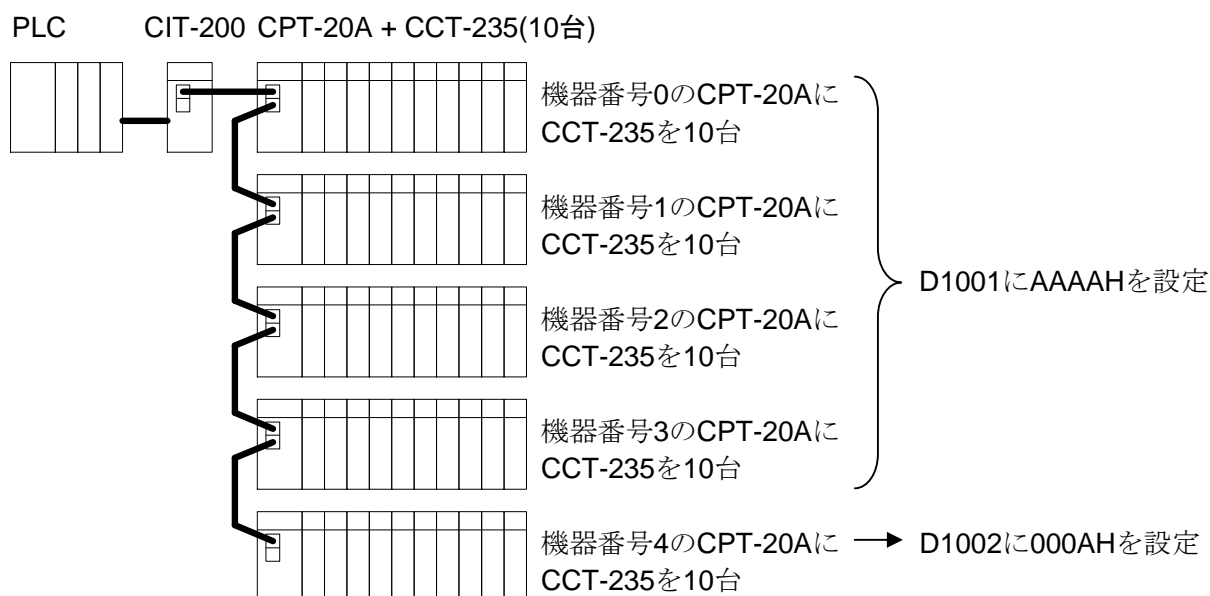 PLC CIT-200 CPT-20A + CCT-235(10台)
機器番号0のCPT-20Aに
CCT-235を10台
機器番号1のCPT-20Aに
CCT-235を10台
D1001にAAAAHを設定
機器番号2のCPT-20Aに
CCT-235を10台
機器番号3のCPT-20Aに
CCT-235を10台
機器番号4のCPT-20Aに
D1002に000AHを設定
CCT-235を10台